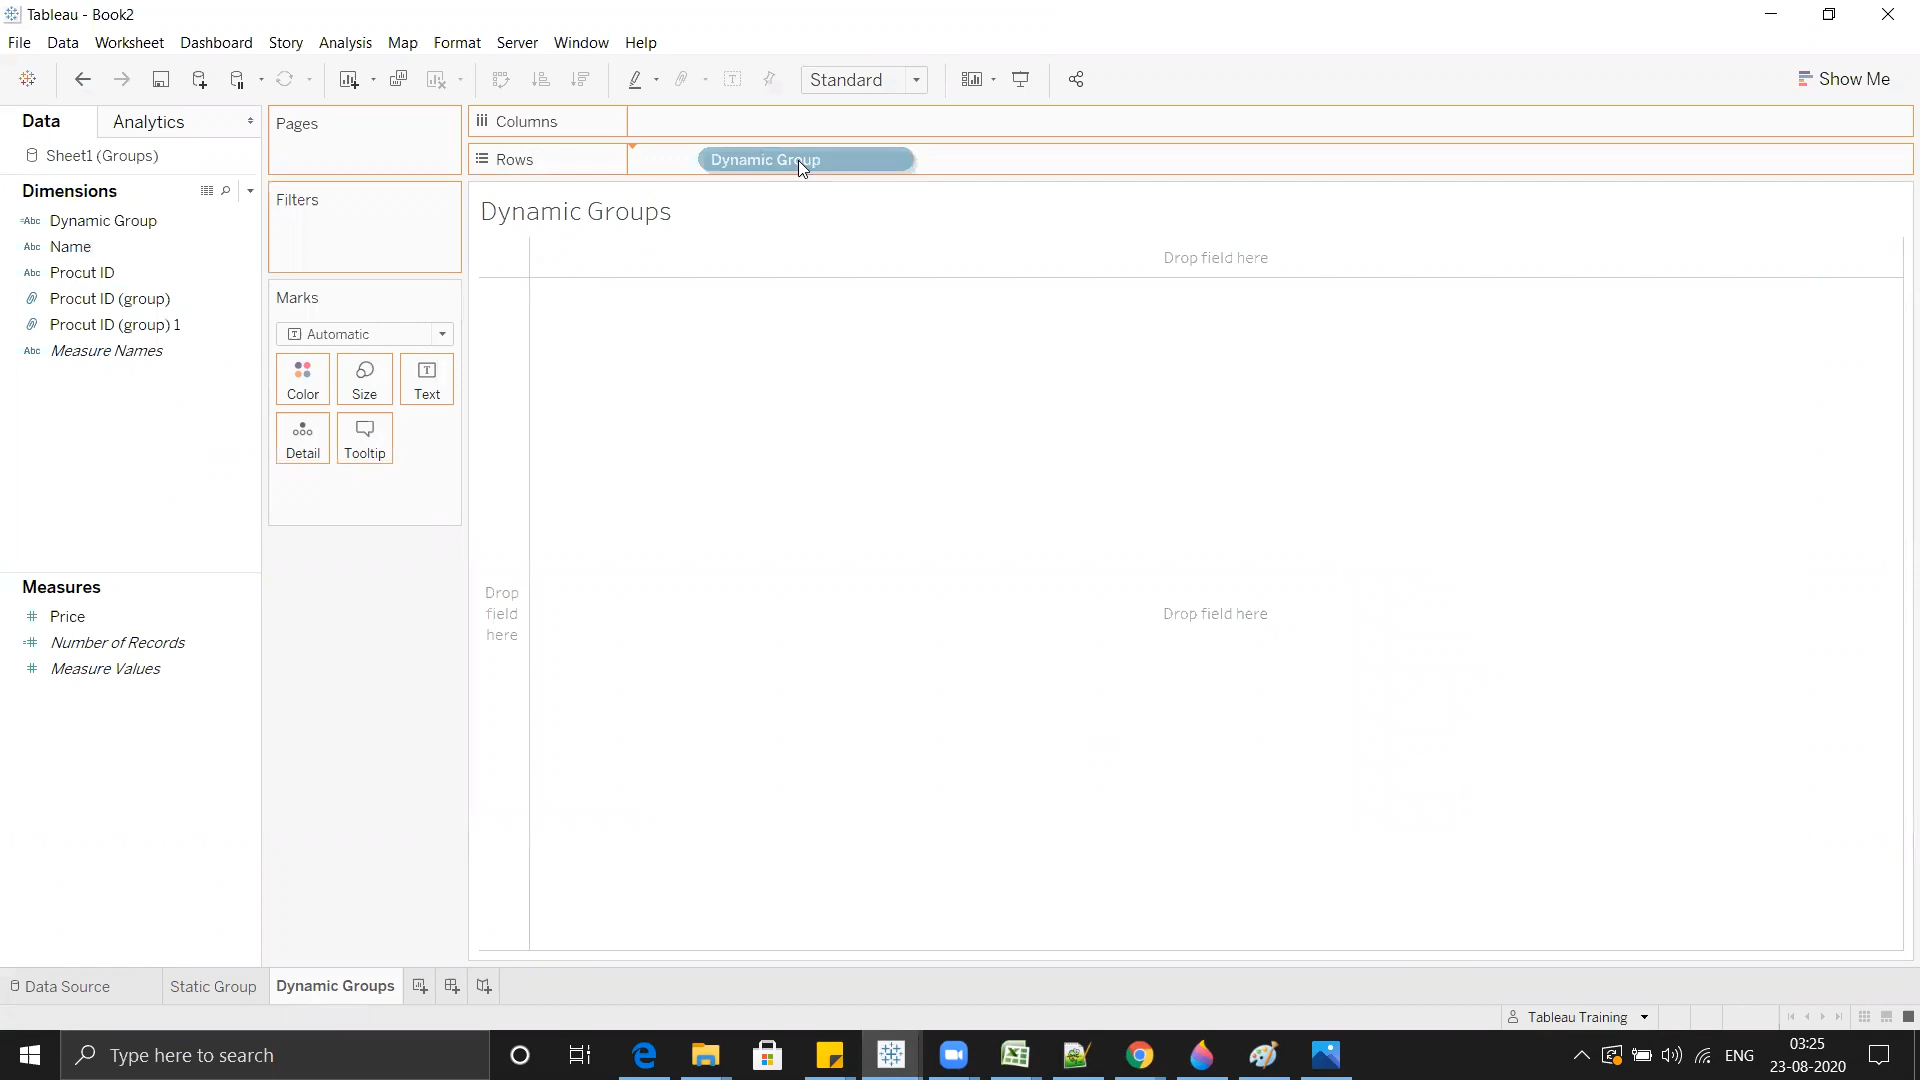 Tableau - Book2
File Data Worksheet Dashboard Story Analysis Map Format Server Window Help
Standard
Show Me
Data
Analytics
Pages
Columns
Sheet1 (Groups)
Rows
Dynamic Group
Dimensions
Filters
Dynamic Groups
Abc Dynamic Group
Abc Name
Drop field here
Abc Procut ID
Procut ID (group)
Marks
Procut ID (group) 1
Automatic
Abc Measure Names
Color
Size
Text
Detail
Tooltip
Measures
Price
Number of Records
Measure Values
Drop
field
here
Drop field here
Data Source
Static Group
Dynamic Groups
Tableau Training
Type here to search
ENG
03:25
23-08-2020